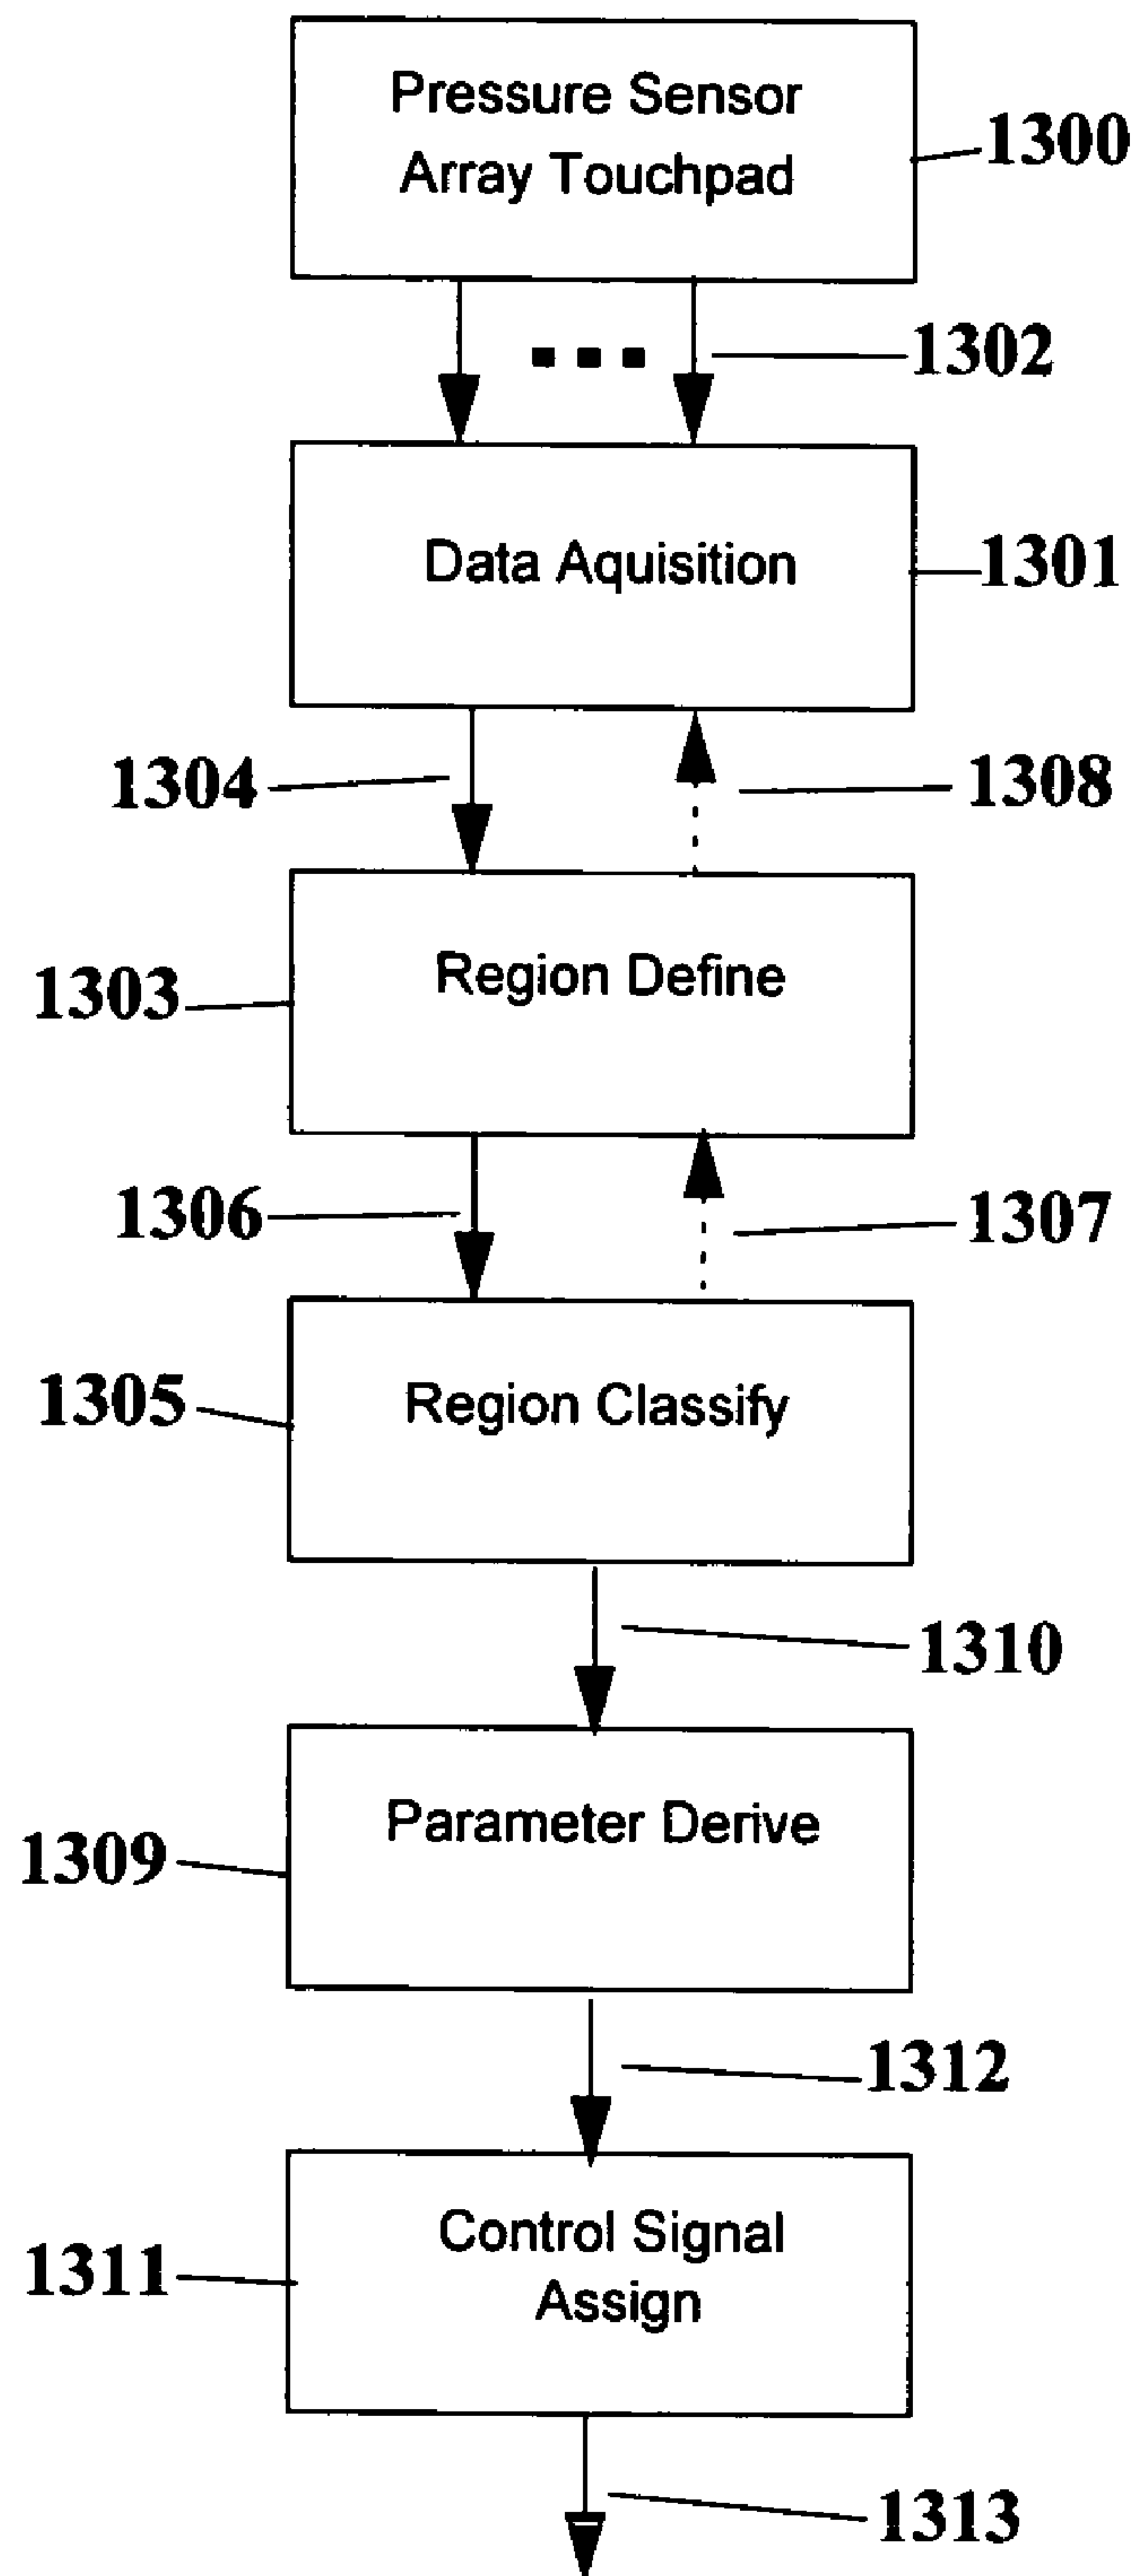 Pressure Sensor
Array Touchpad
1300
1302
Data Aquisition
1301
1304
1308
Region Define
1303
1306
1307
Region Classify
1305
1310
Parameter Derive
1309
1312
Control Signal
Assign
1311
1313